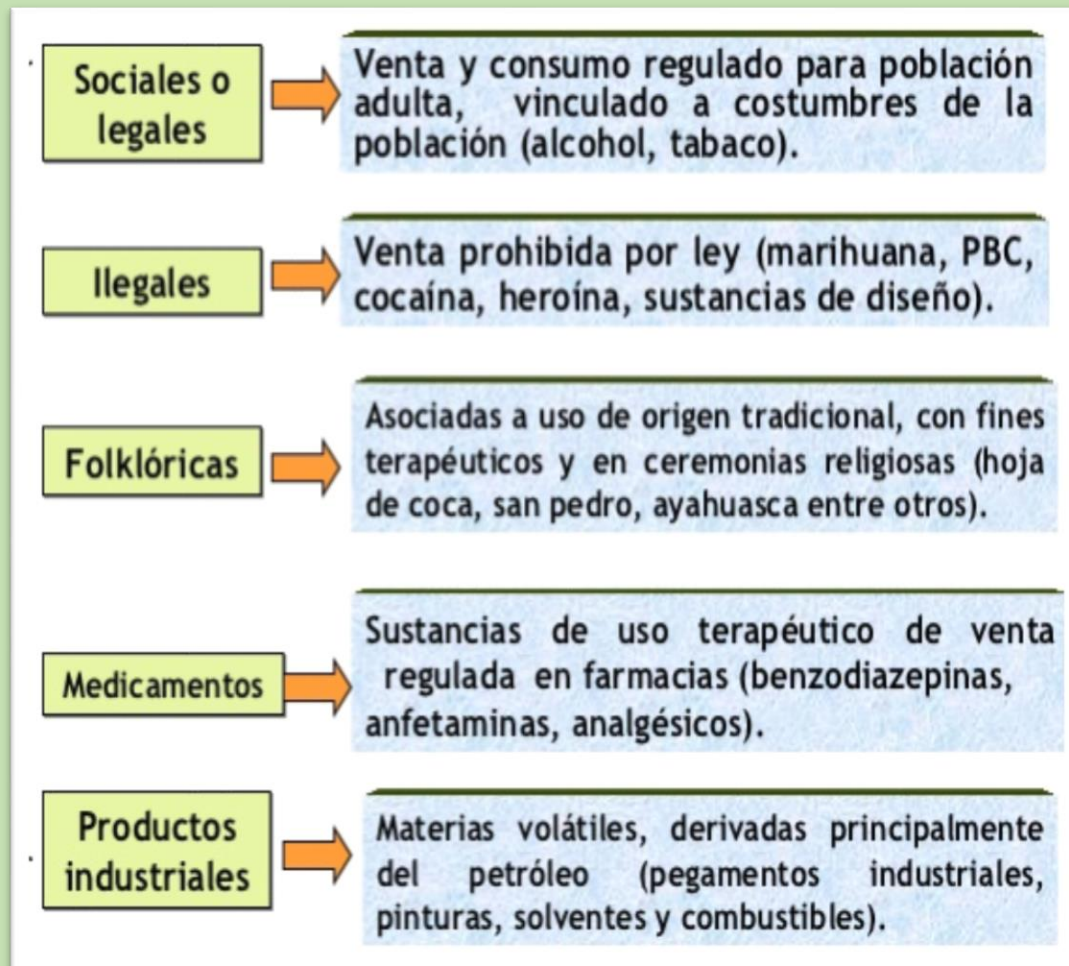 Sociales o
legales
Venta y consumo regulado para población
adulta, vinculado a costumbres de la
población (alcohol, tabaco).
Ilegales
Venta prohibida por ley (marihuana, PBC,
cocaína, heroína, sustancias de diseño).
Folklóricas
Asociadas a uso de origen tradicional, con fines
terapéuticos y en ceremonias religiosas (hoja
de coca, san pedro, ayahuasca entre otros).
Medicamentos
Sustancias de uso terapéutico de venta
regulada en farmacias (benzodiazepinas,
anfetaminas, analgésicos).
Productos
industriales
Materias volátiles, derivadas principalmente
del petróleo (pegamentos industriales,
pinturas, solventes y combustibles).